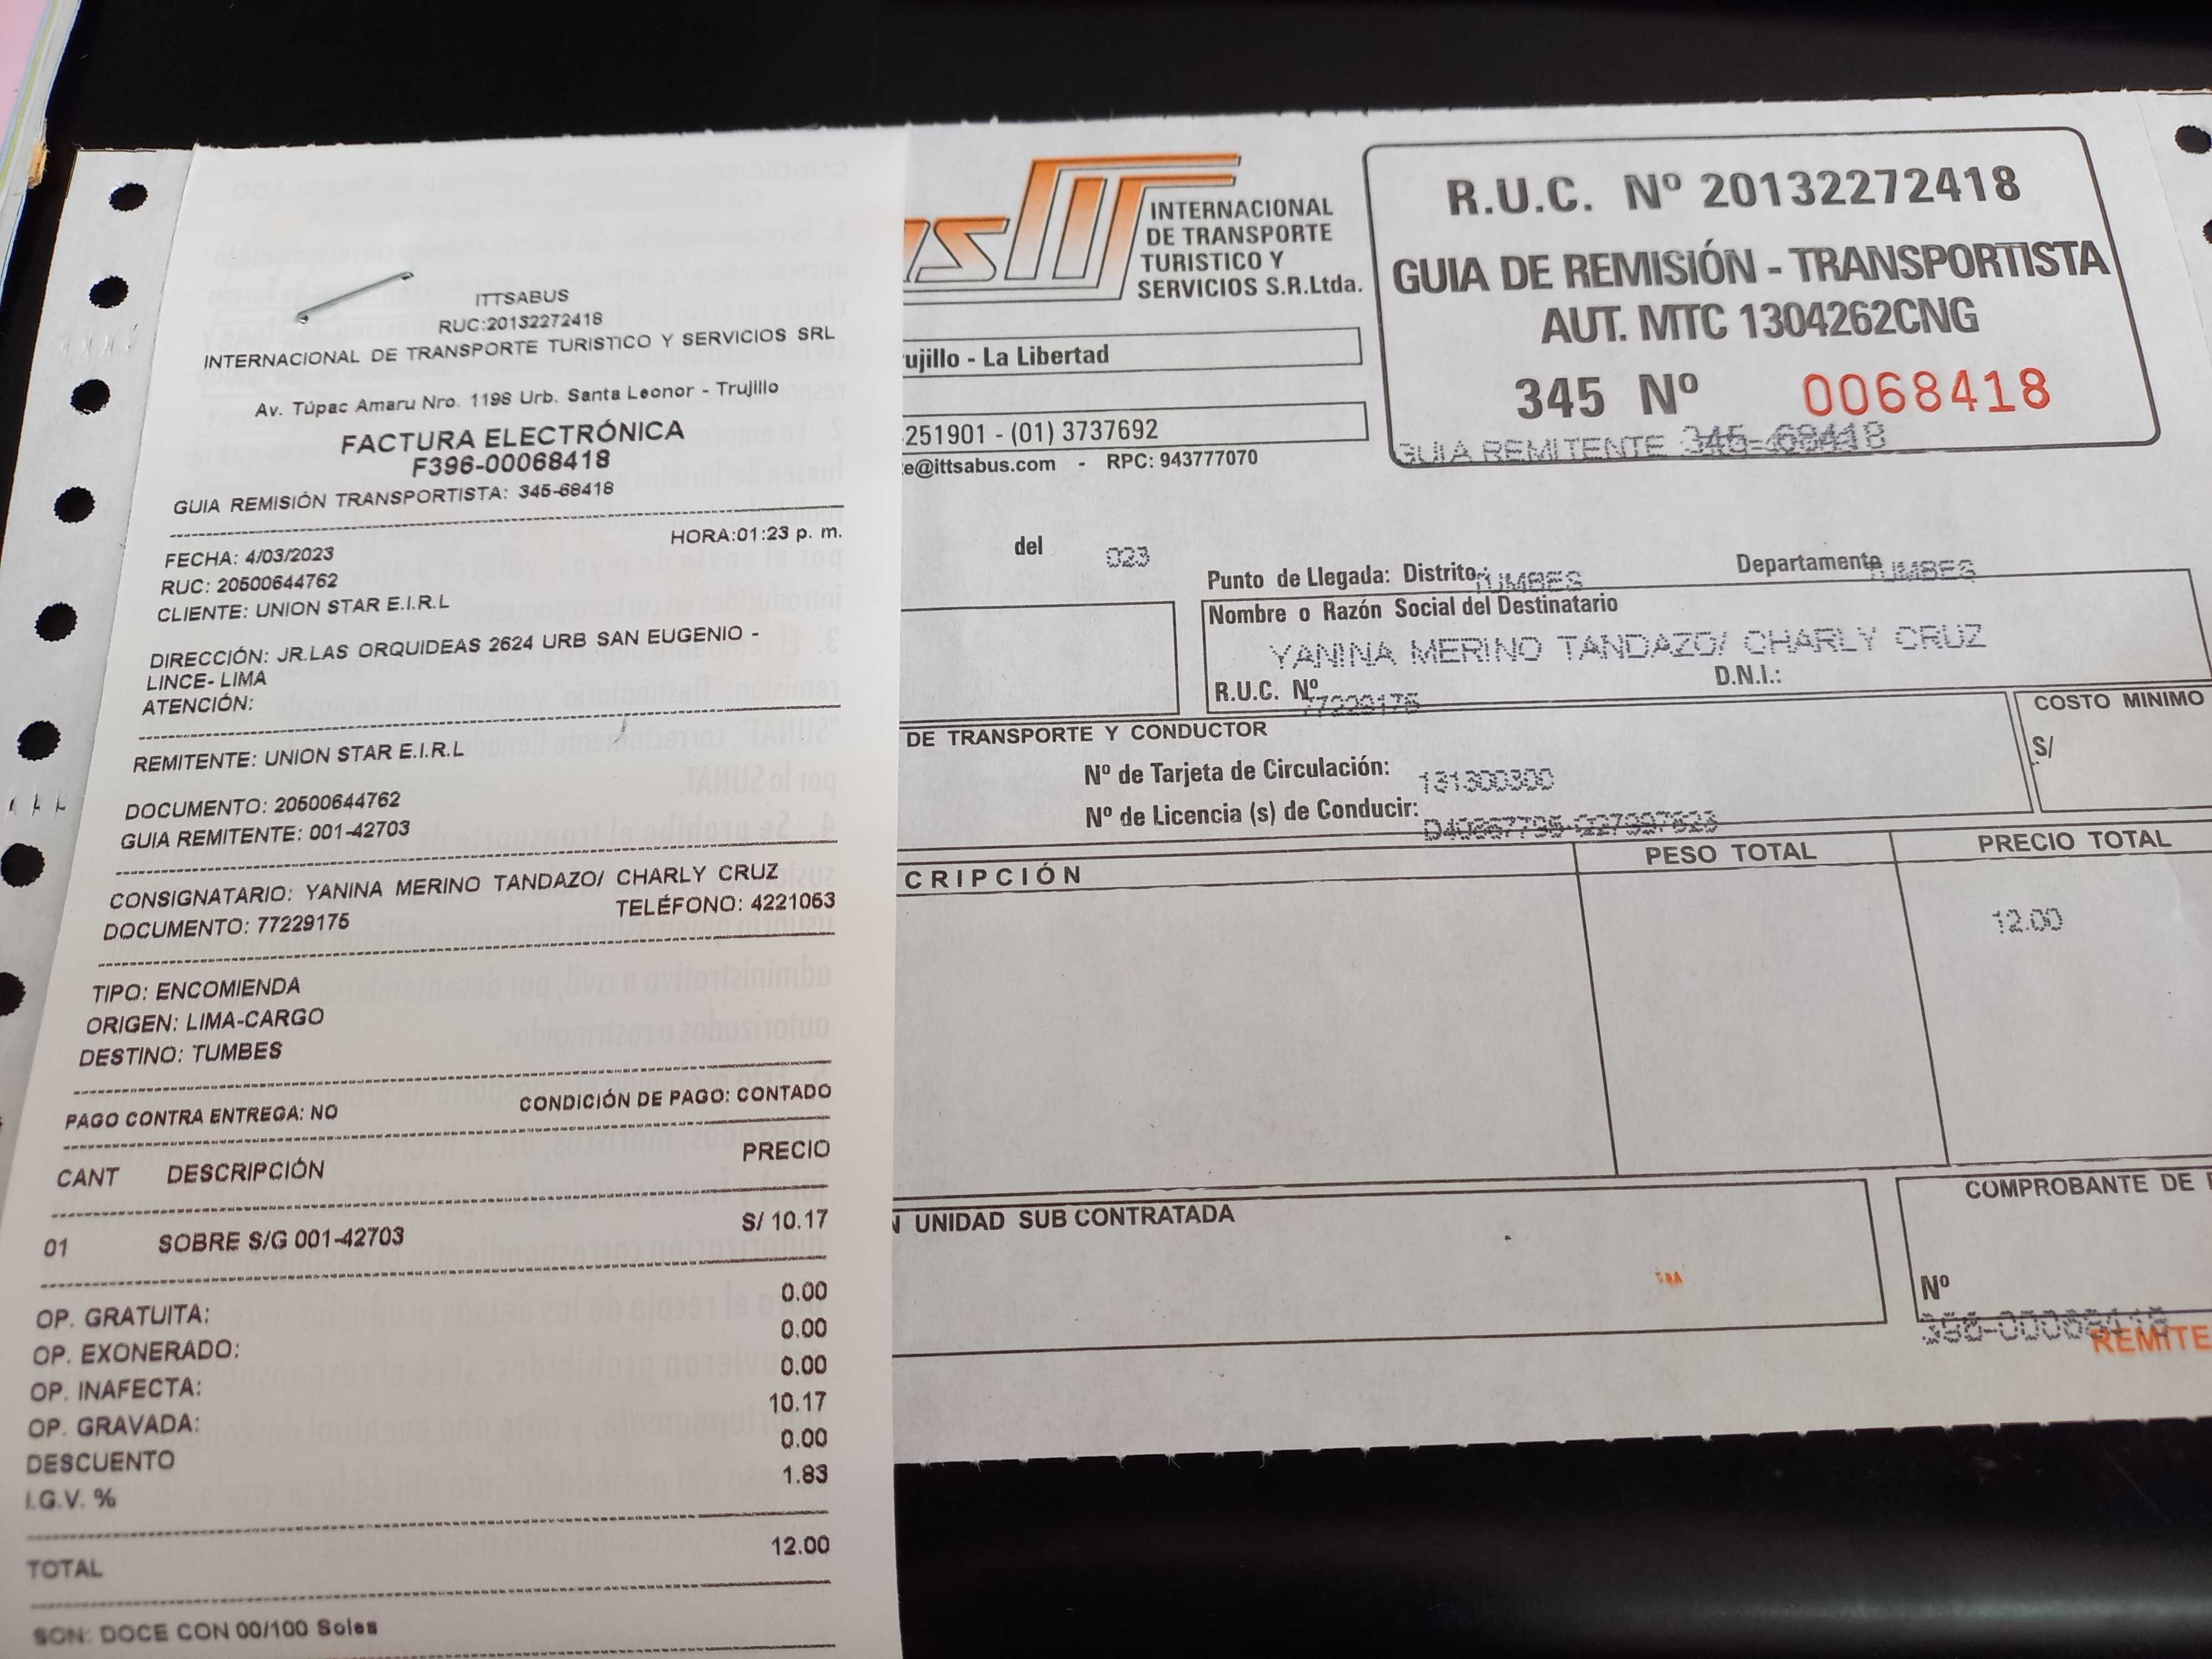 ITTSABUS
RUC:20132272418
INTERNACIONAL DE TRANSPORTE TURISTICO Y SERVICIOS SRL
Av. Túpac Amaru Nro. 1198 Urb. Santa Leonor - Trujillo
FACTURA ELECTRÓNICA
F396-00068418
GUIA REMISIÓN TRANSPORTISTA: 345-68418
HORA:01:23 p. m.
FECHA: 4/03/2023
RUC: 20500644762
CLIENTE: UNION STAR E.I.R.L
DIRECCIÓN: JR.LAS ORQUIDEAS 2624 URB SAN EUGENIO -
LINCE- LIMA
ATENCIÓN:
REMITENTE: UNION STAR E.I.R.L
DOCUMENTO: 20500644762
GUIA REMITENTE: 001-42703
CONSIGNATARIO: YANINA MERINO TANDAZO/ CHARLY CRUZ
DOCUMENTO: 77229175 TELÉFONO: 4221063
TIPO: ENCOMIENDA
ORIGEN: LIMA-CARGO
DESTINO: TUMBES
PAGO CONTRA ENTREGA: NO CONDICIÓN DE PAGO: CONTADO
CANT DESCRIPCIÓN PRECIO
01 SOBRE S/G 001-42703 S/ 10.17
OP. GRATUITA: 0.00
OP. EXONERADO: 0.00
OP. INAFECTA: 0.00
OP. GRAVADA: 10.17
DESCUENTO 0.00
I.G.V. % 1.83
TOTAL 12.00
SON: DOCE CON 00/100 Soles
INTERNACIONAL
DE TRANSPORTE
TURISTICO Y
SERVICIOS S.R.Ltda.
ujillo - La Libertad
251901 - (01) 3737692
e@ittsabus.com - RPC: 943777070
R.U.C. Nº 20132272418
GUIA DE REMISIÓN - TRANSPORTISTA
AUT. MTC 1304262CNG
345 Nº 0068418
GUIA REMITENTE
del 023
Punto de Llegada: Distrito: TUMBES Departamento TUMBES
Nombre o Razón Social del Destinatario
YANINA MERINO TANDAZO/ CHARLY CRUZ
R.U.C. Nº 77229175 D.N.I.:
DE TRANSPORTE Y CONDUCTOR
COSTO MINIMO
S/
Nº de Tarjeta de Circulación: 131300300
Nº de Licencia (s) de Conducir:
CRIPCIÓN PESO TOTAL PRECIO TOTAL
12.00
N UNIDAD SUB CONTRATADA
COMPROBANTE DE
Nº
396-00068418
REMITE